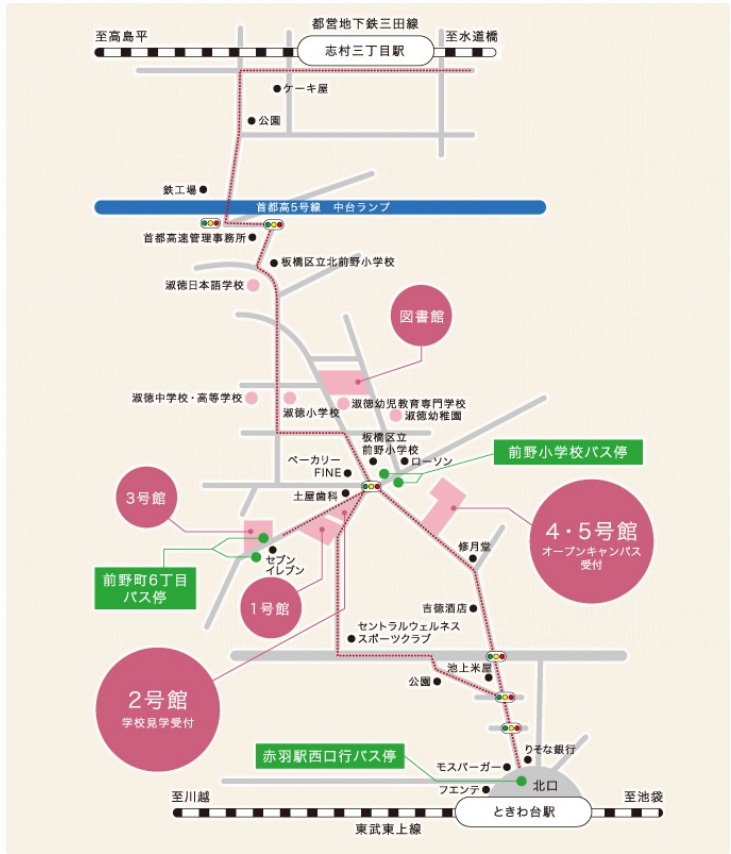 都営地下鉄三田線
至高島平
志村三丁目駅
至水道橋
ケーキ屋
公園
鉄工場
首都高5号線 中台ランプ
首都高速管理事務所
板橋区立北前野小学校
淑徳日本語学校
図書館
淑徳中学校・高等学校
淑徳小学校
淑徳幼児教育専門学校
淑徳幼稚園
板橋区立
前野小学校
ローソン
前野小学校バス停
ベーカリー
FINE
土屋歯科
3号館
4・5号館
オープンキャンパス
受付
修月堂
セブン
イレブン
前野町6丁目
バス停
1号館
吉徳酒店
セントラルウェルネス
スポーツクラブ
池上米屋
公園
2号館
学校見学受付
りそな銀行
赤羽駅西口行バス停
モスバーガー
フエンテ
北口
至川越
ときわ台駅
至池袋
東武東上線